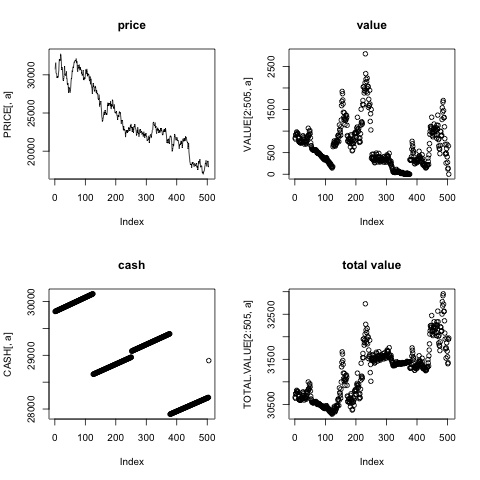 price
PRICE[, a]
20000 25000 30000
0 100 200 300 400 500
Index
value
VALUE[2:505, a]
0 500 1500 2500
0 100 200 300 400 500
Index
cash
CASH[, a]
28000 29000 30000
0 100 200 300 400 500
Index
total value
TOTAL.VALUE[2:505, a]
30500 31500 32500
0 100 200 300 400 500
Index